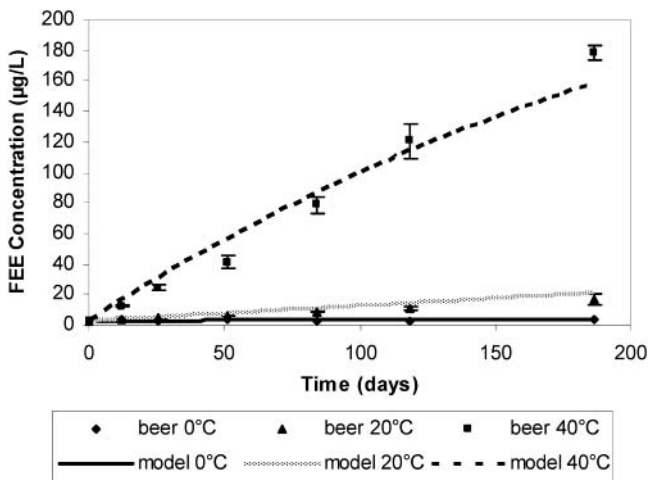 200
180
160
140
120
100
80
60
40
20
0
FEE Concentration (µg/L)
0 50 100 150 200
Time (days)
beer 0°C beer 20°C beer 40°C
model 0°C model 20°C model 40°C